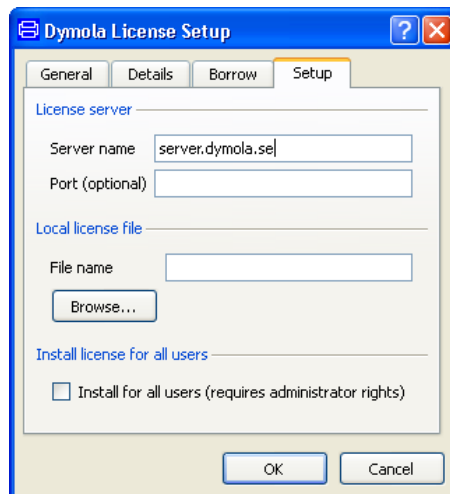 Dymola License Setup
General Details Borrow Setup
License server
Server name server.dymola.se
Port (optional)
Local license file
File name
Browse...
Install license for all users
Install for all users (requires administrator rights)
OK Cancel